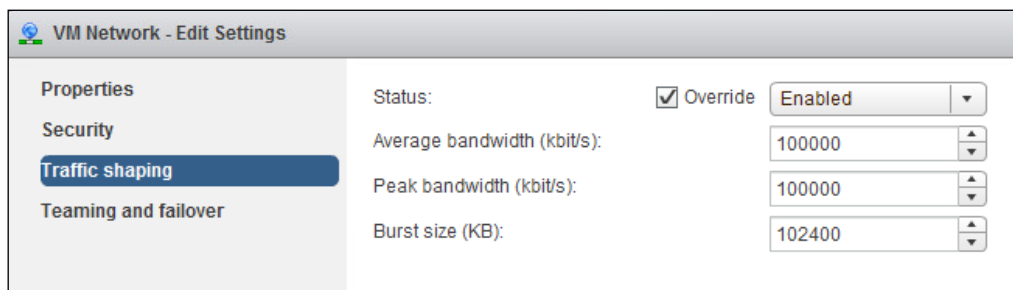 VM Network - Edit Settings
Properties
Security
Traffic shaping
Teaming and failover
Status: Override Enabled
Average bandwidth (kbit/s): 100000
Peak bandwidth (kbit/s): 100000
Burst size (KB): 102400